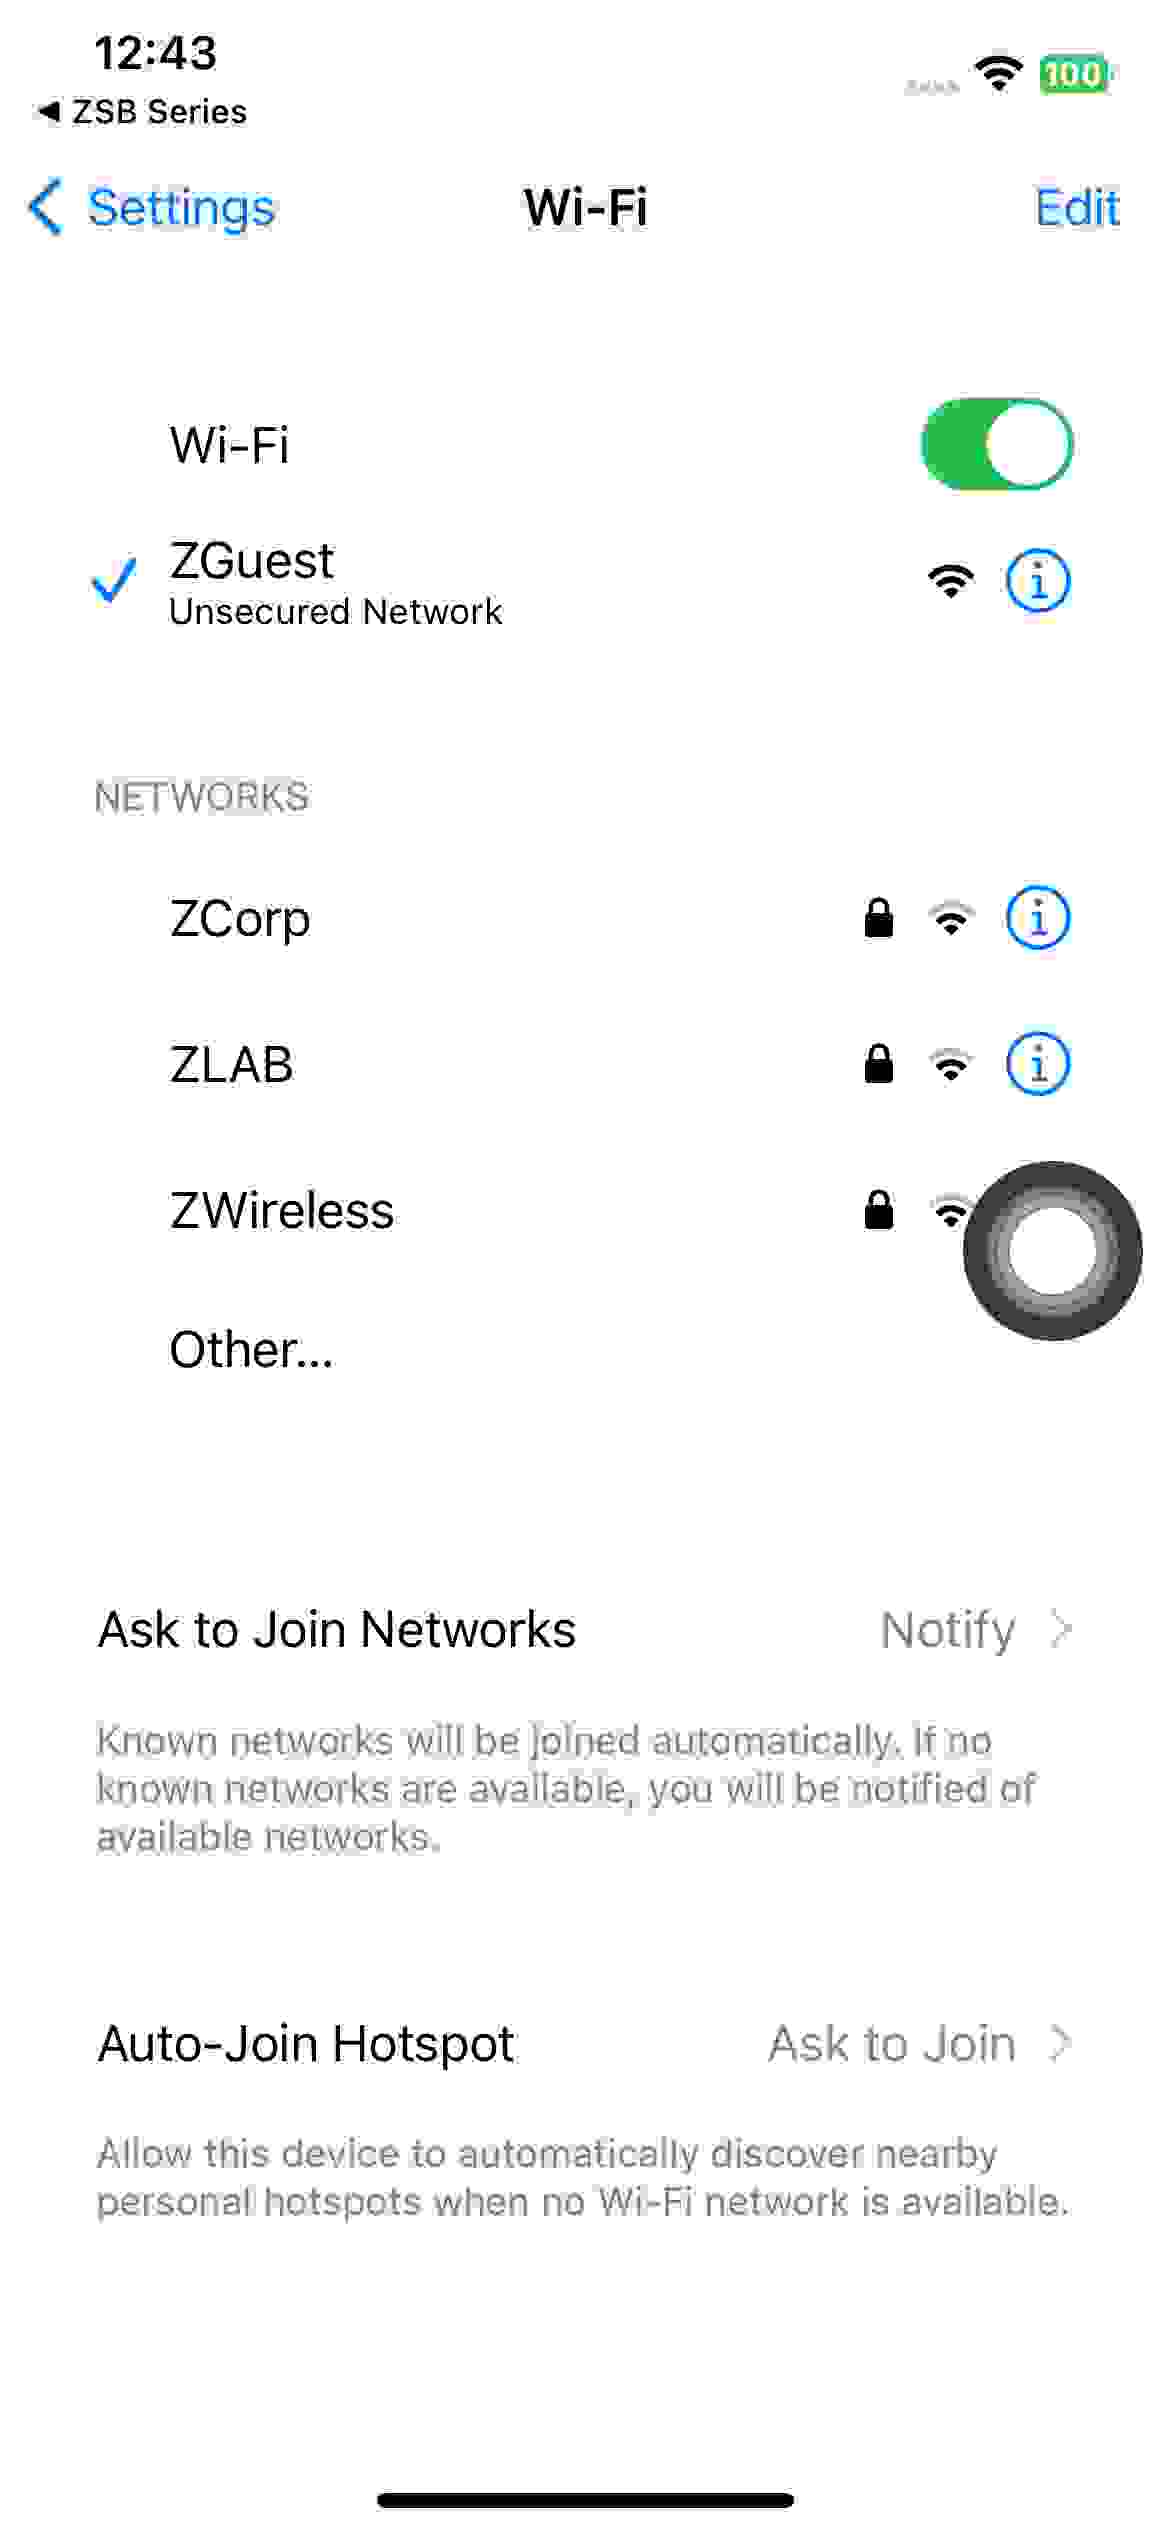 12:43
100
◀ ZSB Series
Settings
Wi-Fi
Edit
Wi-Fi
ZGuest
Unsecured Network
NETWORKS
ZCorp
ZLAB
ZWireless
Other...
Ask to Join Networks
Notify
Known networks will be joined automatically. If no
known networks are available, you will be notified of
available networks.
Auto-Join Hotspot
Ask to Join
Allow this device to automatically discover nearby
personal hotspots when no Wi-Fi network is available.